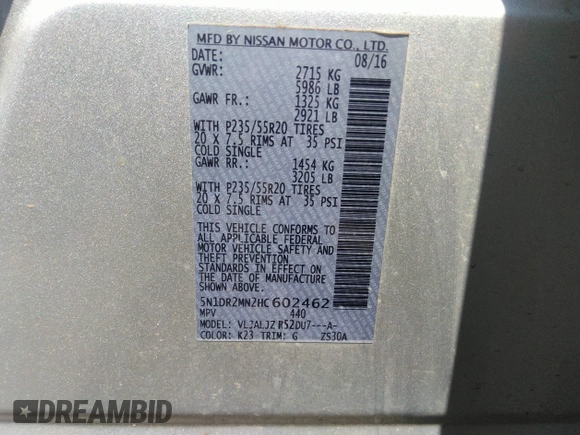 MFD BY NISSAN MOTOR CO., LTD.
DATE: 08/16
GVWR: 2715 KG
5986 LB
GAWR FR.: 1325 KG
2921 LB
WITH P235/55R20 TIRES
20 X 7.5 RIMS AT 35 PSI
COLD SINGLE
GAWR RR.: 1454 KG
3205 LB
WITH P235/55R20 TIRES
20 X 7.5 RIMS AT 35 PSI
COLD SINGLE
THIS VEHICLE CONFORMS TO
ALL APPLICABLE FEDERAL
MOTOR VEHICLE SAFETY AND
THEFT PREVENTION
STANDARDS IN EFFECT ON THE
DATE OF MANUFACTURE SHOWN
ABOVE.
5N1DR2MN2HC602462
MPV 440
MODEL:
COLOR: K23 TRIM: G ZS30A
DREAMBID